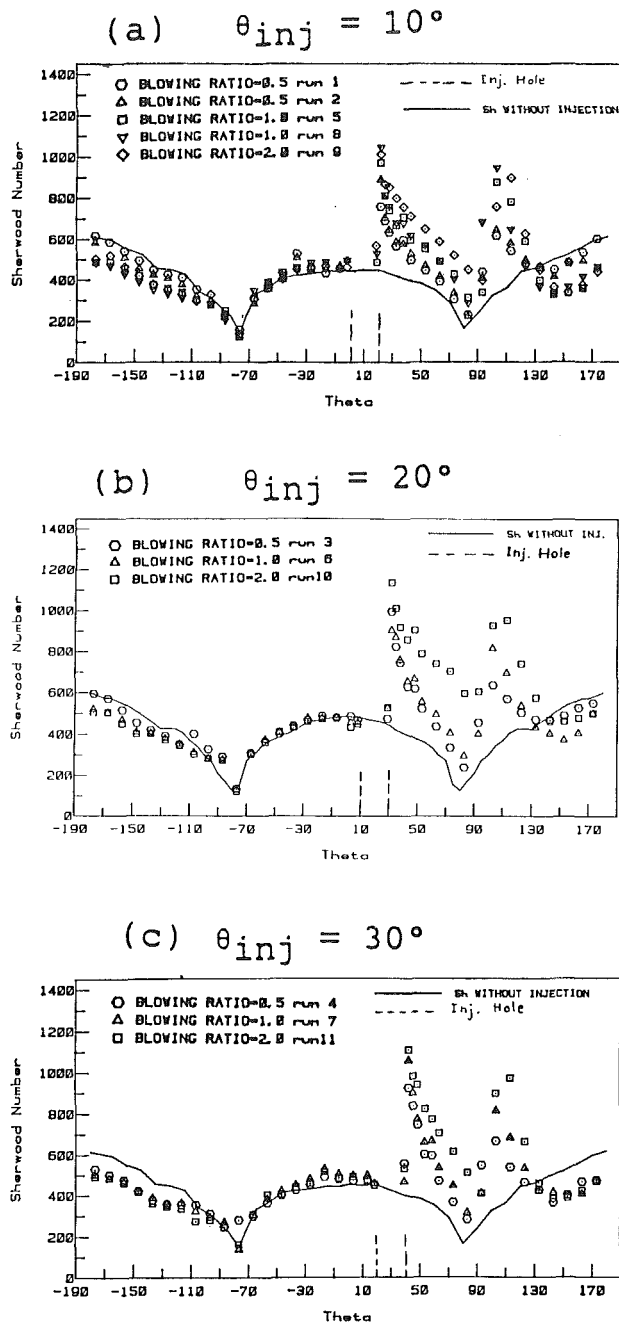 (a) θinj = 10°
1400
1200
1000
800
600
400
200
0
Sherwood Number
BLOWING RATIO=0.5 run 1
BLOWING RATIO=0.5 run 2
BLOWING RATIO=1.0 run 5
BLOWING RATIO=1.0 run 8
BLOWING RATIO=2.0 run 9
Inj. Hole
Sh WITHOUT INJECTION
-190 -150 -110 -70 -30 10 50 90 130 170
Theta
(b) θinj = 20°
1400
1200
1000
800
600
400
200
0
Sherwood Number
BLOWING RATIO=0.5 run 3
BLOWING RATIO=1.0 run 6
BLOWING RATIO=2.0 run10
Sh WITHOUT INJ.
Inj. Hole
-190 -150 -110 -70 -30 10 50 90 130 170
Theta
(c) θinj = 30°
1400
1200
1000
800
600
400
200
0
Sherwood Number
BLOWING RATIO=0.5 run 4
BLOWING RATIO=1.0 run 7
BLOWING RATIO=2.0 run11
Sh WITHOUT INJECTION
Inj. Hole
-190 -150 -110 -70 -30 10 50 90 130 170
Theta